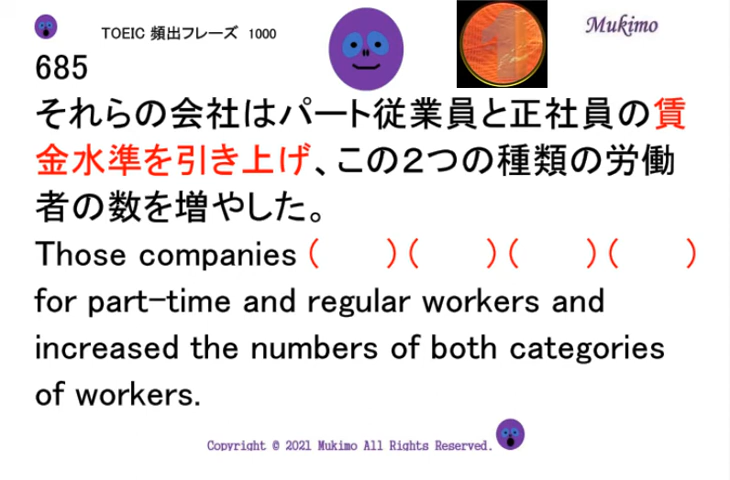 TOEIC 頻出フレーズ 1000
Mukimo
685
それらの会社はパート従業員と正社員の賃
金水準を引き上げ、この２つの種類の労働
者の数を増やした。
Those companies (　　)(　　)(　　)(　　)
for part-time and regular workers and
increased the numbers of both categories
of workers.
Copyright © 2021 Mukimo All Rights Reserved.